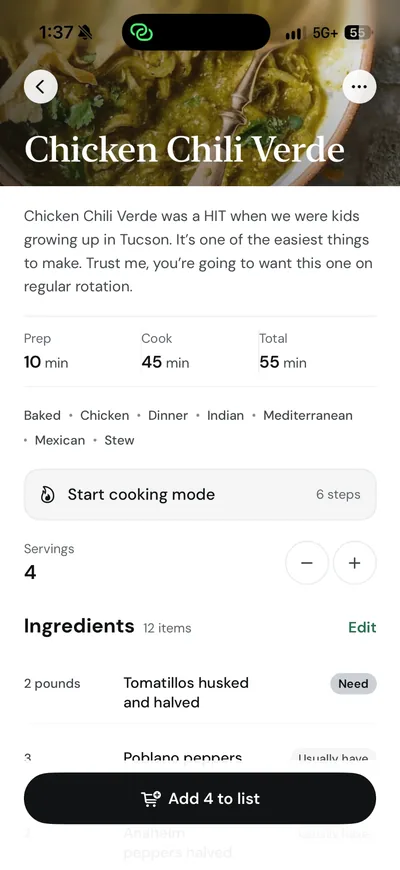 1:37
5G+
55
Chicken Chili Verde
Chicken Chili Verde was a HIT when we were kids
growing up in Tucson. It’s one of the easiest things
to make. Trust me, you’re going to want this one on
regular rotation.
Prep
Cook
Total
10 min
45 min
55 min
Baked • Chicken • Dinner • Indian • Mediterranean
• Mexican • Stew
Start cooking mode
6 steps
Servings
4
Ingredients 12 items
Edit
2 pounds
Tomatillos husked
and halved
Need
3
Poblano peppers
Usually have
Add 4 to list
Anaheim
peppers halved